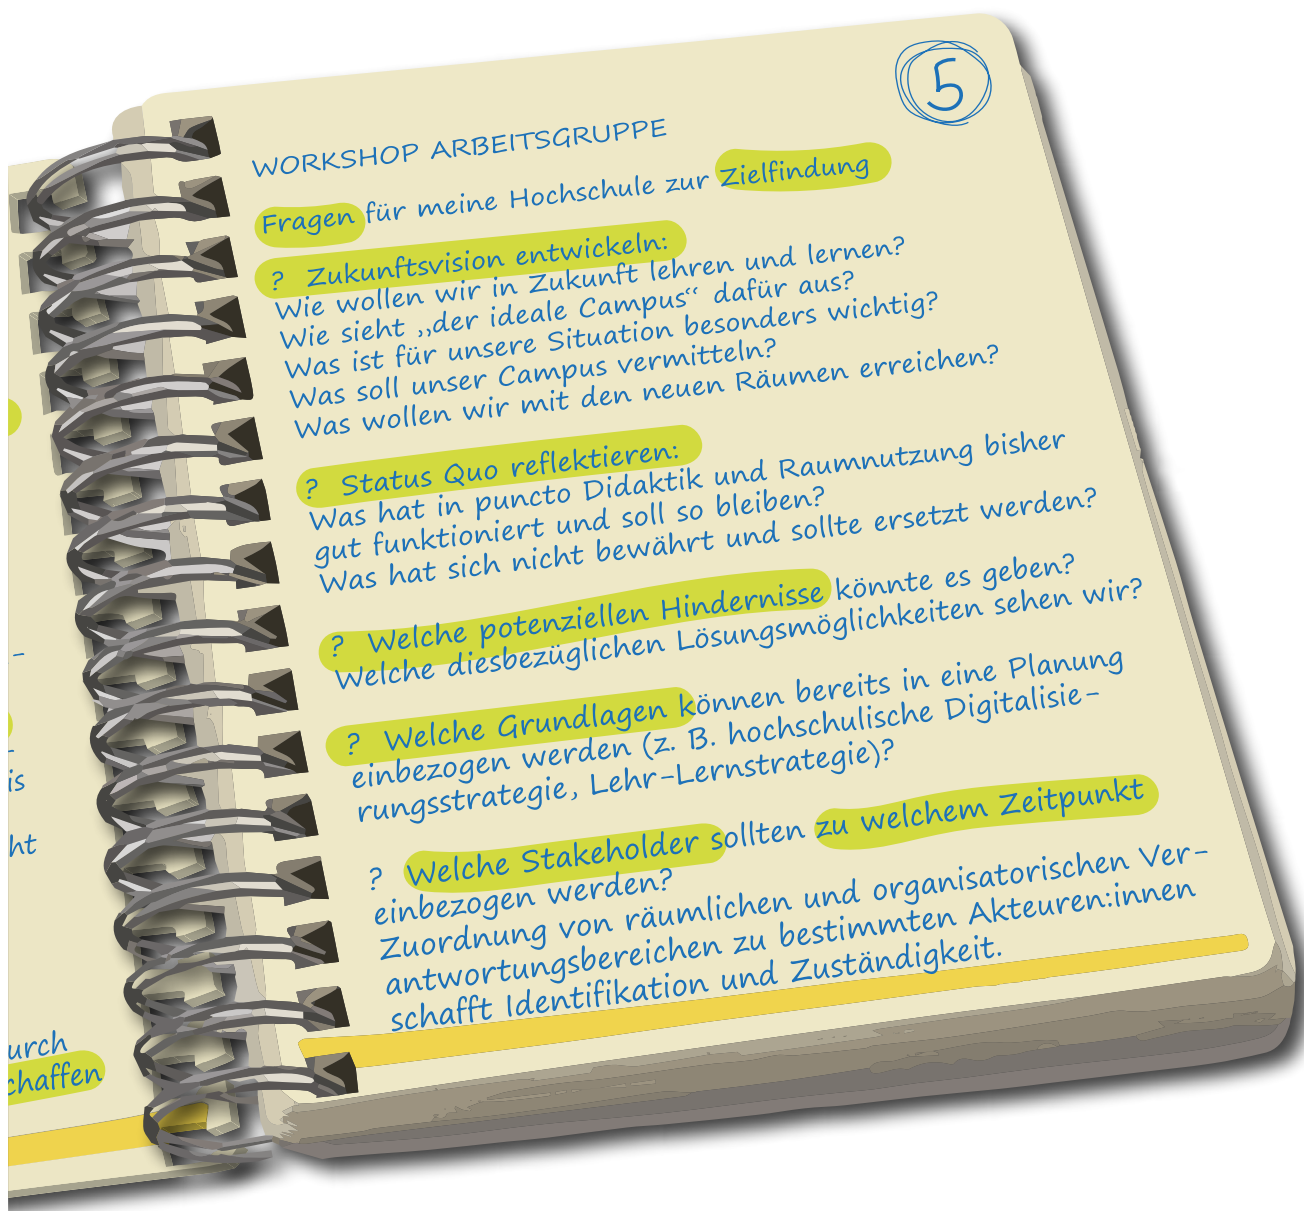 5
WORKSHOP ARBEITSGRUPPE
Fragen für meine Hochschule zur Zielfindung
? Zukunftsvision entwickeln:
Wie wollen wir in Zukunft lehren und lernen?
Wie sieht „der ideale Campus“ dafür aus?
Was ist für unsere Situation besonders wichtig?
Was soll unser Campus vermitteln?
Was wollen wir mit den neuen Räumen erreichen?
? Status Quo reflektieren:
Was hat in puncto Didaktik und Raumnutzung bisher
gut funktioniert und soll so bleiben?
Was hat sich nicht bewährt und sollte ersetzt werden?
? Welche potenziellen Hindernisse könnte es geben?
Welche diesbezüglichen Lösungsmöglichkeiten sehen wir?
? Welche Grundlagen können bereits in eine Planung
einbezogen werden (z. B. hochschulische Digitalisie-
rungsstrategie, Lehr-Lernstrategie)?
? Welche Stakeholder sollten zu welchem Zeitpunkt
einbezogen werden?
Zuordnung von räumlichen und organisatorischen Ver-
antwortungsbereichen zu bestimmten Akteuren:innen
schafft Identifikation und Zuständigkeit.